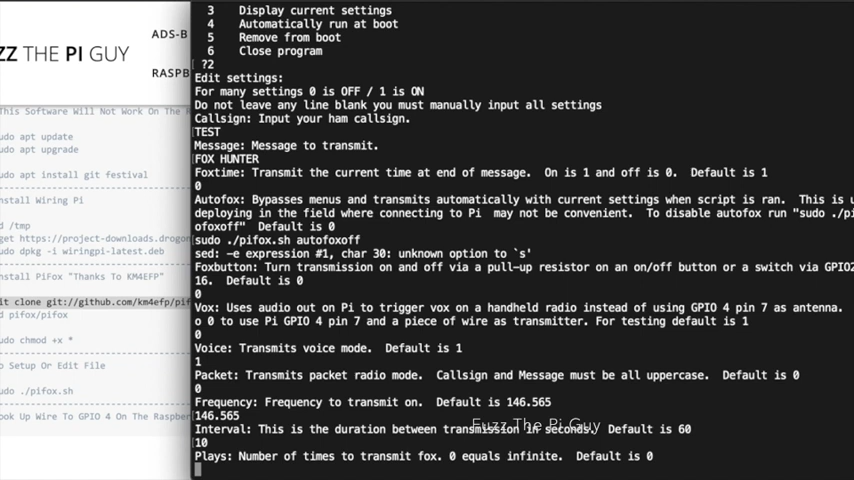 ADS-B
ZZ THE PI GUY
RASPB
This Software Will Not Work On The R
udo apt update
udo apt upgrade
udo apt install git festival
nstall Wiring Pi
d /tmp
get https://project-downloads.drogon
udo dpkg -i wiringpi-latest.deb
nstall PiFox "Thanks To KM4EFP"
it clone git://github.com/km4efp/pif
d pifox/pifox
udo chmod +x *
o Setup Or Edit File
udo ./pifox.sh
ook Up Wire To GPIO 4 On The Raspber
3 Display current settings
4 Automatically run at boot
5 Remove from boot
6 Close program
?2
Edit settings:
For many settings 0 is OFF / 1 is ON
Do not leave any line blank you must manually input all settings
Callsign: Input your ham callsign.
TEST
Message: Message to transmit.
FOX HUNTER
Foxtime: Transmit the current time at end of message. On is 1 and off is 0. Default is 1
0
Autofox: Bypasses menus and transmits automatically with current settings when script is ran. This is u
deploying in the field where connecting to Pi may not be convenient. To disable autofox run "sudo ./pi
ofoxoff" Default is 0
sudo ./pifox.sh autofoxoff
sed: -e expression #1, char 30: unknown option to `s'
Foxbutton: Turn transmission on and off via a pull-up resistor on an on/off button or a switch via GPIO2
16. Default is 0
0
Vox: Uses audio out on Pi to trigger vox on a handheld radio instead of using GPIO 4 pin 7 as antenna.
o 0 to use Pi GPIO 4 pin 7 and a piece of wire as transmitter. For testing default is 1
0
Voice: Transmits voice mode. Default is 1
1
Packet: Transmits packet radio mode. Callsign and Message must be all uppercase. Default is 0
0
Frequency: Frequency to transmit on. Default is 146.565
146.565
Interval: This is the duration between transmission in seconds. Default is 60
10
Plays: Number of times to transmit fox. 0 equals infinite. Default is 0
Fuzz The Pi Guy